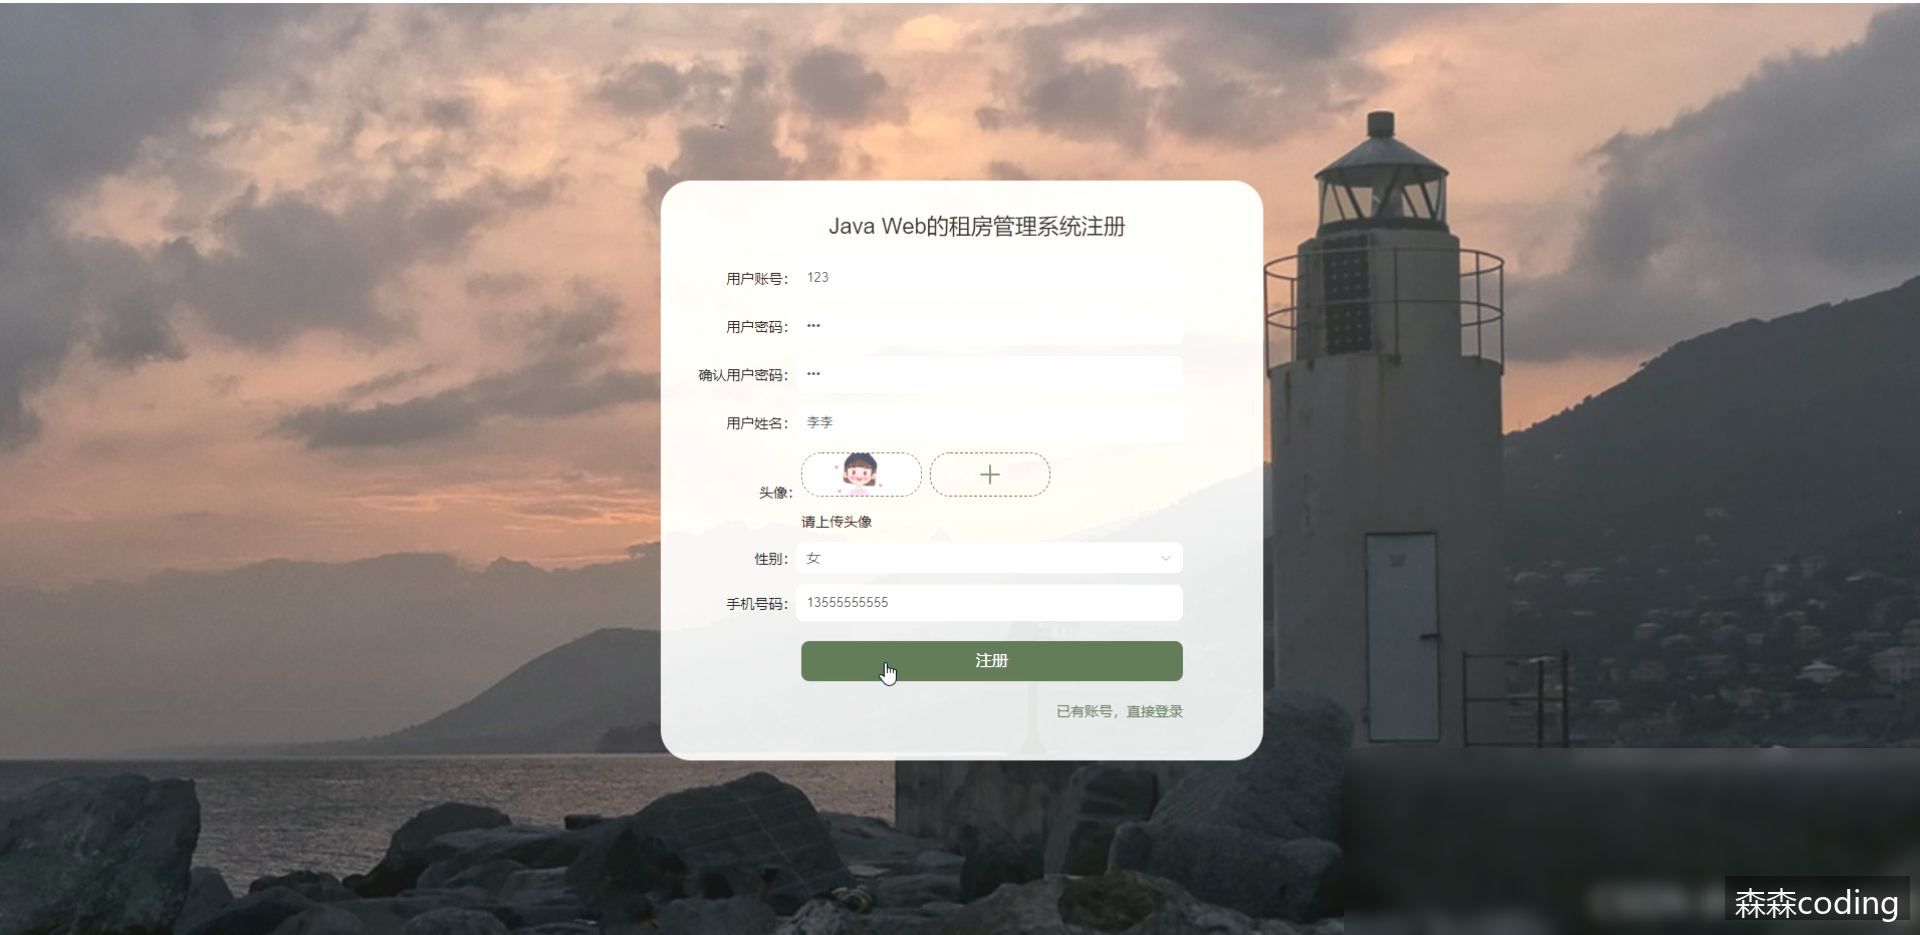 Java Web的租房管理系统注册
用户账号： 123
用户密码： •••
确认用户密码： •••
用户姓名： 李李
头像：
请上传头像
性别： 女
手机号码： 13555555555
注册
已有账号，直接登录
森森coding